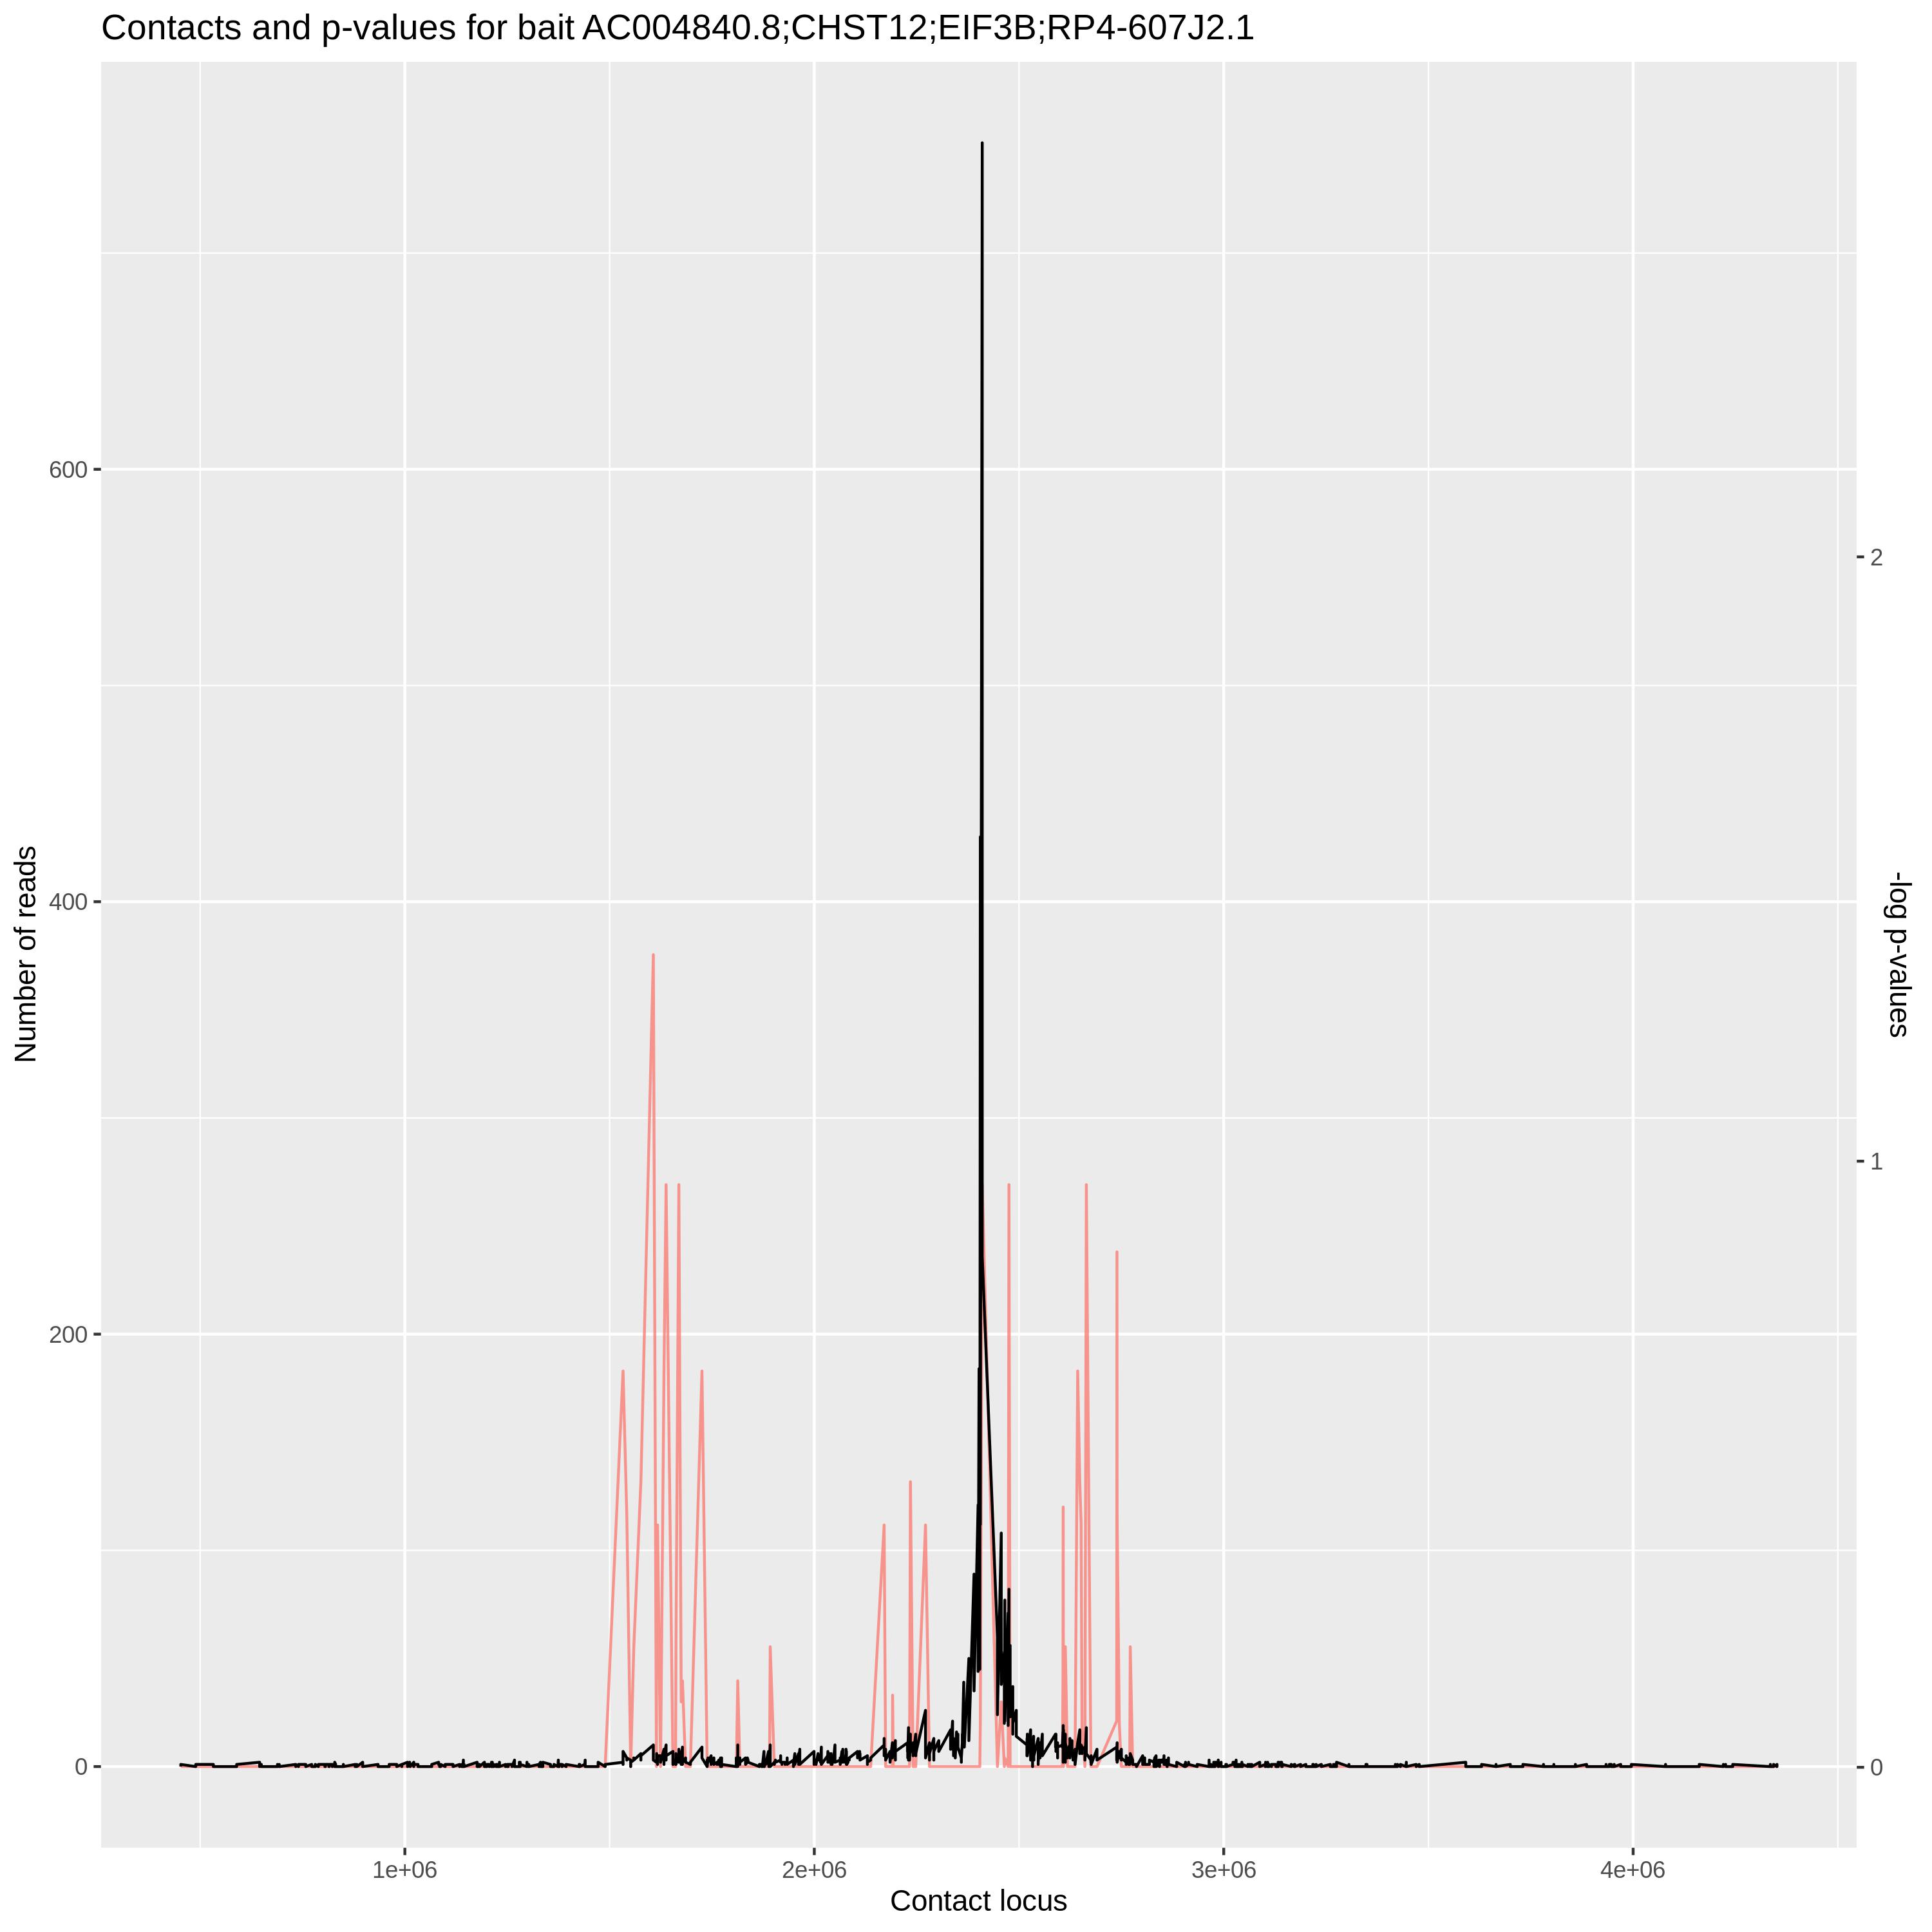 Contacts and p-values for bait AC004840.8;CHST12;EIF3B;RP4-607J2.1
600
400
200
0
Number of reads
2
1
0
-log p-values
1e+06
2e+06
3e+06
4e+06
Contact locus